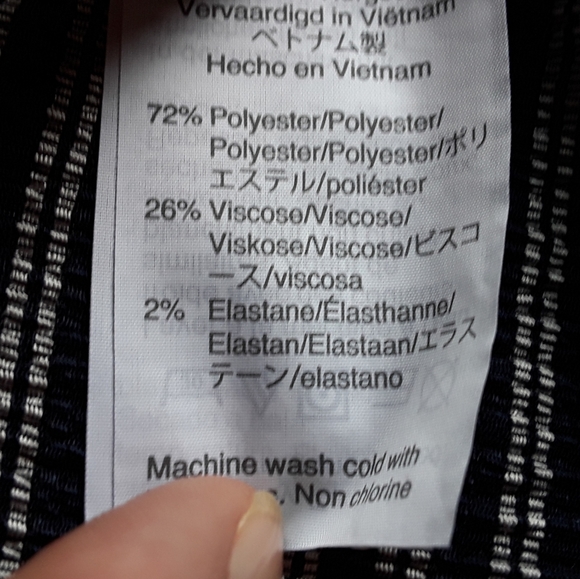 Vervaardigd in Viëtnam
ベトナム製
Hecho en Vietnam
72% Polyester/Polyester/
Polyester/Polyester/ポリ
エステル/poliéster
26% Viscose/Viscose/
Viskose/Viscose/ビスコ
ース/viscosa
2% Elastane/Élasthanne/
Elastan/Elastaan/エラス
テーン/elastano
Machine wash cold with
. Non chlorine